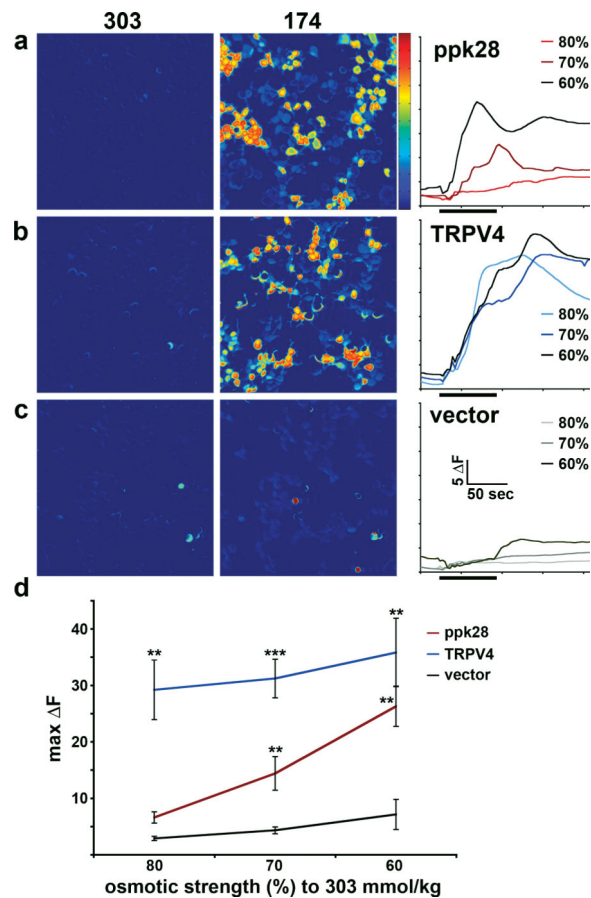 303 174
a
ppk28
80%
70%
60%
b
TRPV4
80%
70%
60%
c
vector
80%
70%
60%
5 ΔF
50 sec
d
ppk28
TRPV4
vector
max ΔF
40
30
20
10
** *** **
** **
80 70 60
osmotic strength (%) to 303 mmol/kg